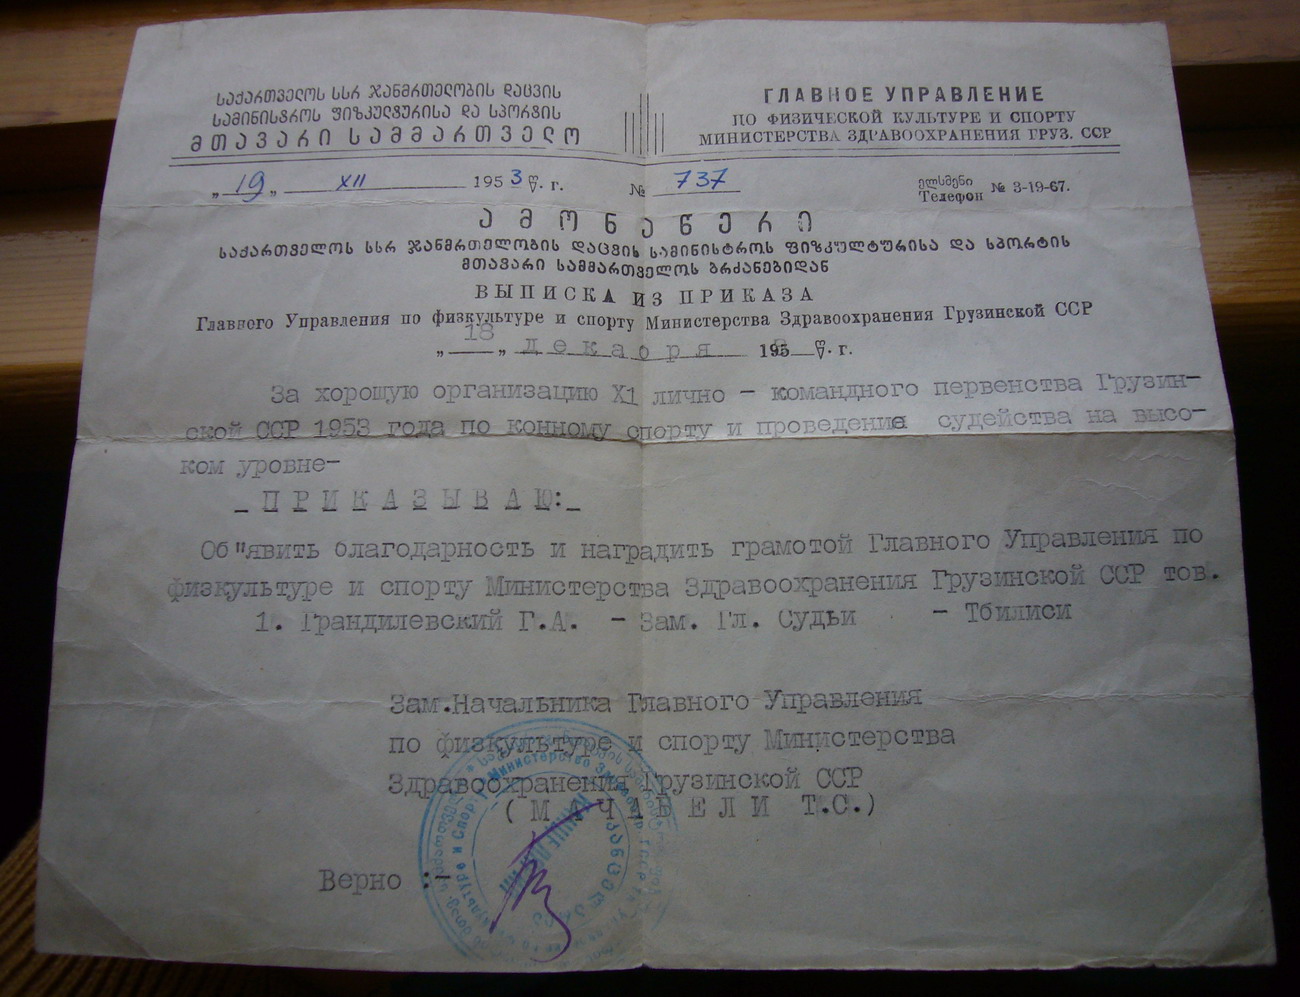 საქართველოს სსრ ჯანმრთელობის დაცვის
სამინისტროს ფიზკულტურისა და სპორტის
მთავარი სამმართველო
ГЛАВНОЕ УПРАВЛЕНИЕ
ПО ФИЗИЧЕСКОЙ КУЛЬТУРЕ И СПОРТУ
МИНИСТЕРСТВА ЗДРАВООХРАНЕНИЯ ГРУЗ. ССР
„19„ XII 1953 წ. г. № 737
ტელეფონი
Телефон № 3-19-67.
ამონაწერი
საქართველოს სსრ ჯანმრთელობის დაცვის სამინისტროს ფიზკულტურისა და სპორტის
მთავარი სამმართველოს ბრძანებიდან
ВЫПИСКА ИЗ ПРИКАЗА
Главного Управления по физкультуре и спорту Министерства Здравоохранения Грузинской ССР
„18„ декабря 195 წ. г.
За хорошую организацию X1 лично - командного первенства Грузин-
ской ССР 1953 года по конному спорту и проведение судейства на высо-
ком уровне-
_ П Р И К А З Ы В А Ю:_
Об"явить благодарность и наградить грамотой Главного Управления по
физкультуре и спорту Министерства Здравоохранения Грузинской ССР тов.
1. Грандилевский Г.А. - Зам. Гл. Судьи - Тбилиси
Зам.Начальника Главного Управления
по физкультуре и спорту Министерства
Здравоохранения Грузинской ССР
( М А Ч А Б Е Л И Т.С.)
Верно :-